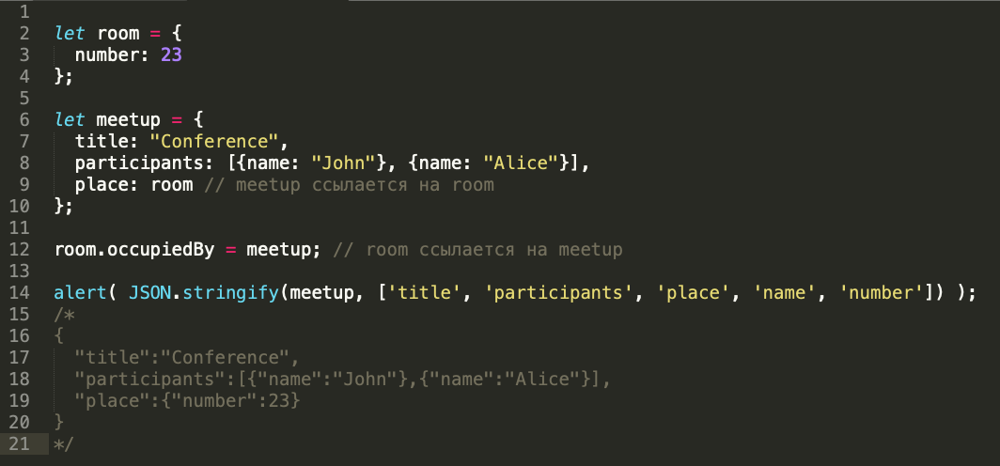 1
2 let room = {
3   number: 23
4 };
5
6 let meetup = {
7   title: "Conference",
8   participants: [{name: "John"}, {name: "Alice"}],
9   place: room // meetup ссылается на room
10 };
11
12 room.occupiedBy = meetup; // room ссылается на meetup
13
14 alert( JSON.stringify(meetup, ['title', 'participants', 'place', 'name', 'number']) );
15 /*
16 {
17   "title":"Conference",
18   "participants":[{"name":"John"},{"name":"Alice"}],
19   "place":{"number":23}
20 }
21 */